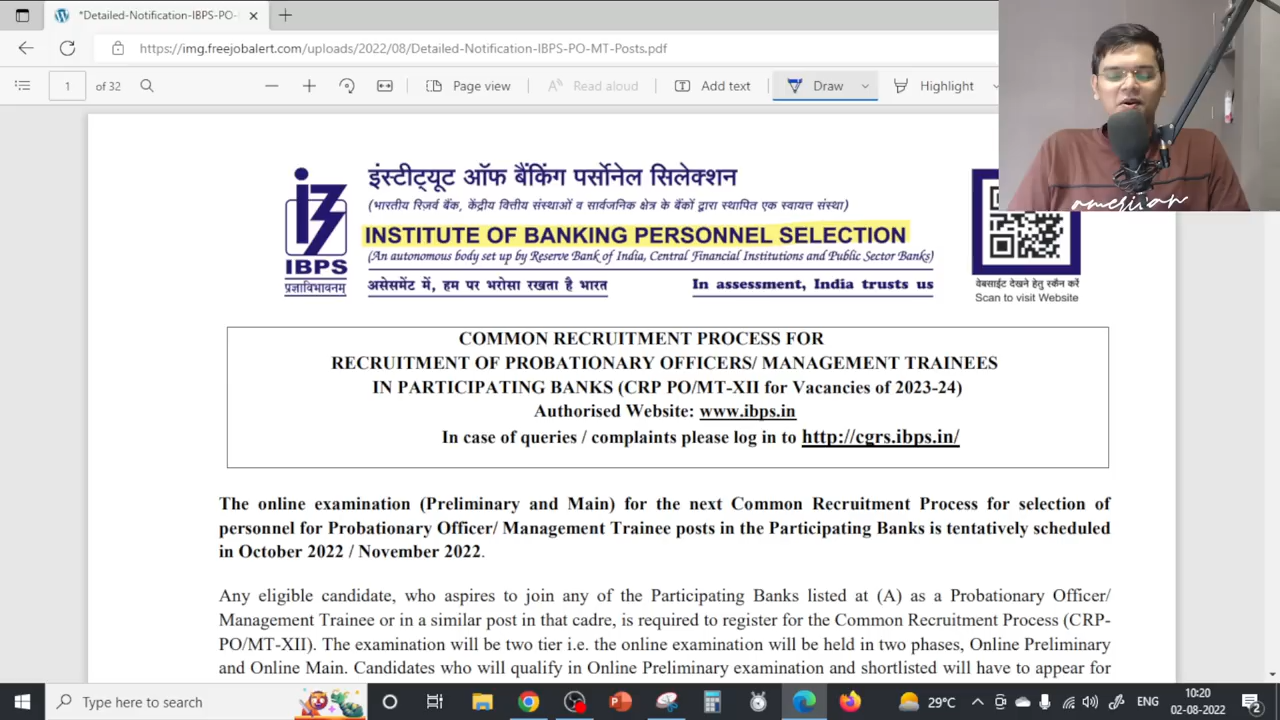 *Detailed-Notification-IBPS-PO-
https://img.freejobalert.com/uploads/2022/08/Detailed-Notification-IBPS-PO-MT-Posts.pdf
1 of 32
Page view
Read aloud
Add text
Draw
Highlight
इंस्टीट्यूट ऑफ बैंकिंग पर्सोनेल सिलेक्शन
(भारतीय रिजर्व बैंक, केंद्रीय वित्तीय संस्थाओं व सार्वजनिक क्षेत्र के बैंकों द्वारा स्थापित एक स्वायत्त संस्था)
INSTITUTE OF BANKING PERSONNEL SELECTION
(An autonomous body set up by Reserve Bank of India, Central Financial Institutions and Public Sector Banks)
IBPS
प्रज्ञाविभावनम्
असेसमेंट में, हम पर भरोसा रखता है भारत
In assessment, India trusts us
वेबसाईट देखने हेतु स्कैन करें
Scan to visit Website
COMMON RECRUITMENT PROCESS FOR
RECRUITMENT OF PROBATIONARY OFFICERS/ MANAGEMENT TRAINEES
IN PARTICIPATING BANKS (CRP PO/MT-XII for Vacancies of 2023-24)
Authorised Website: www.ibps.in
In case of queries / complaints please log in to http://cgrs.ibps.in/
The online examination (Preliminary and Main) for the next Common Recruitment Process for selection of
personnel for Probationary Officer/ Management Trainee posts in the Participating Banks is tentatively scheduled
in October 2022 / November 2022.
Any eligible candidate, who aspires to join any of the Participating Banks listed at (A) as a Probationary Officer/
Management Trainee or in a similar post in that cadre, is required to register for the Common Recruitment Process (CRP-
PO/MT-XII). The examination will be two tier i.e. the online examination will be held in two phases, Online Preliminary
and Online Main. Candidates who will qualify in Online Preliminary examination and shortlisted will have to appear for
Type here to search
29°C
ENG
10:20
02-08-2022
2